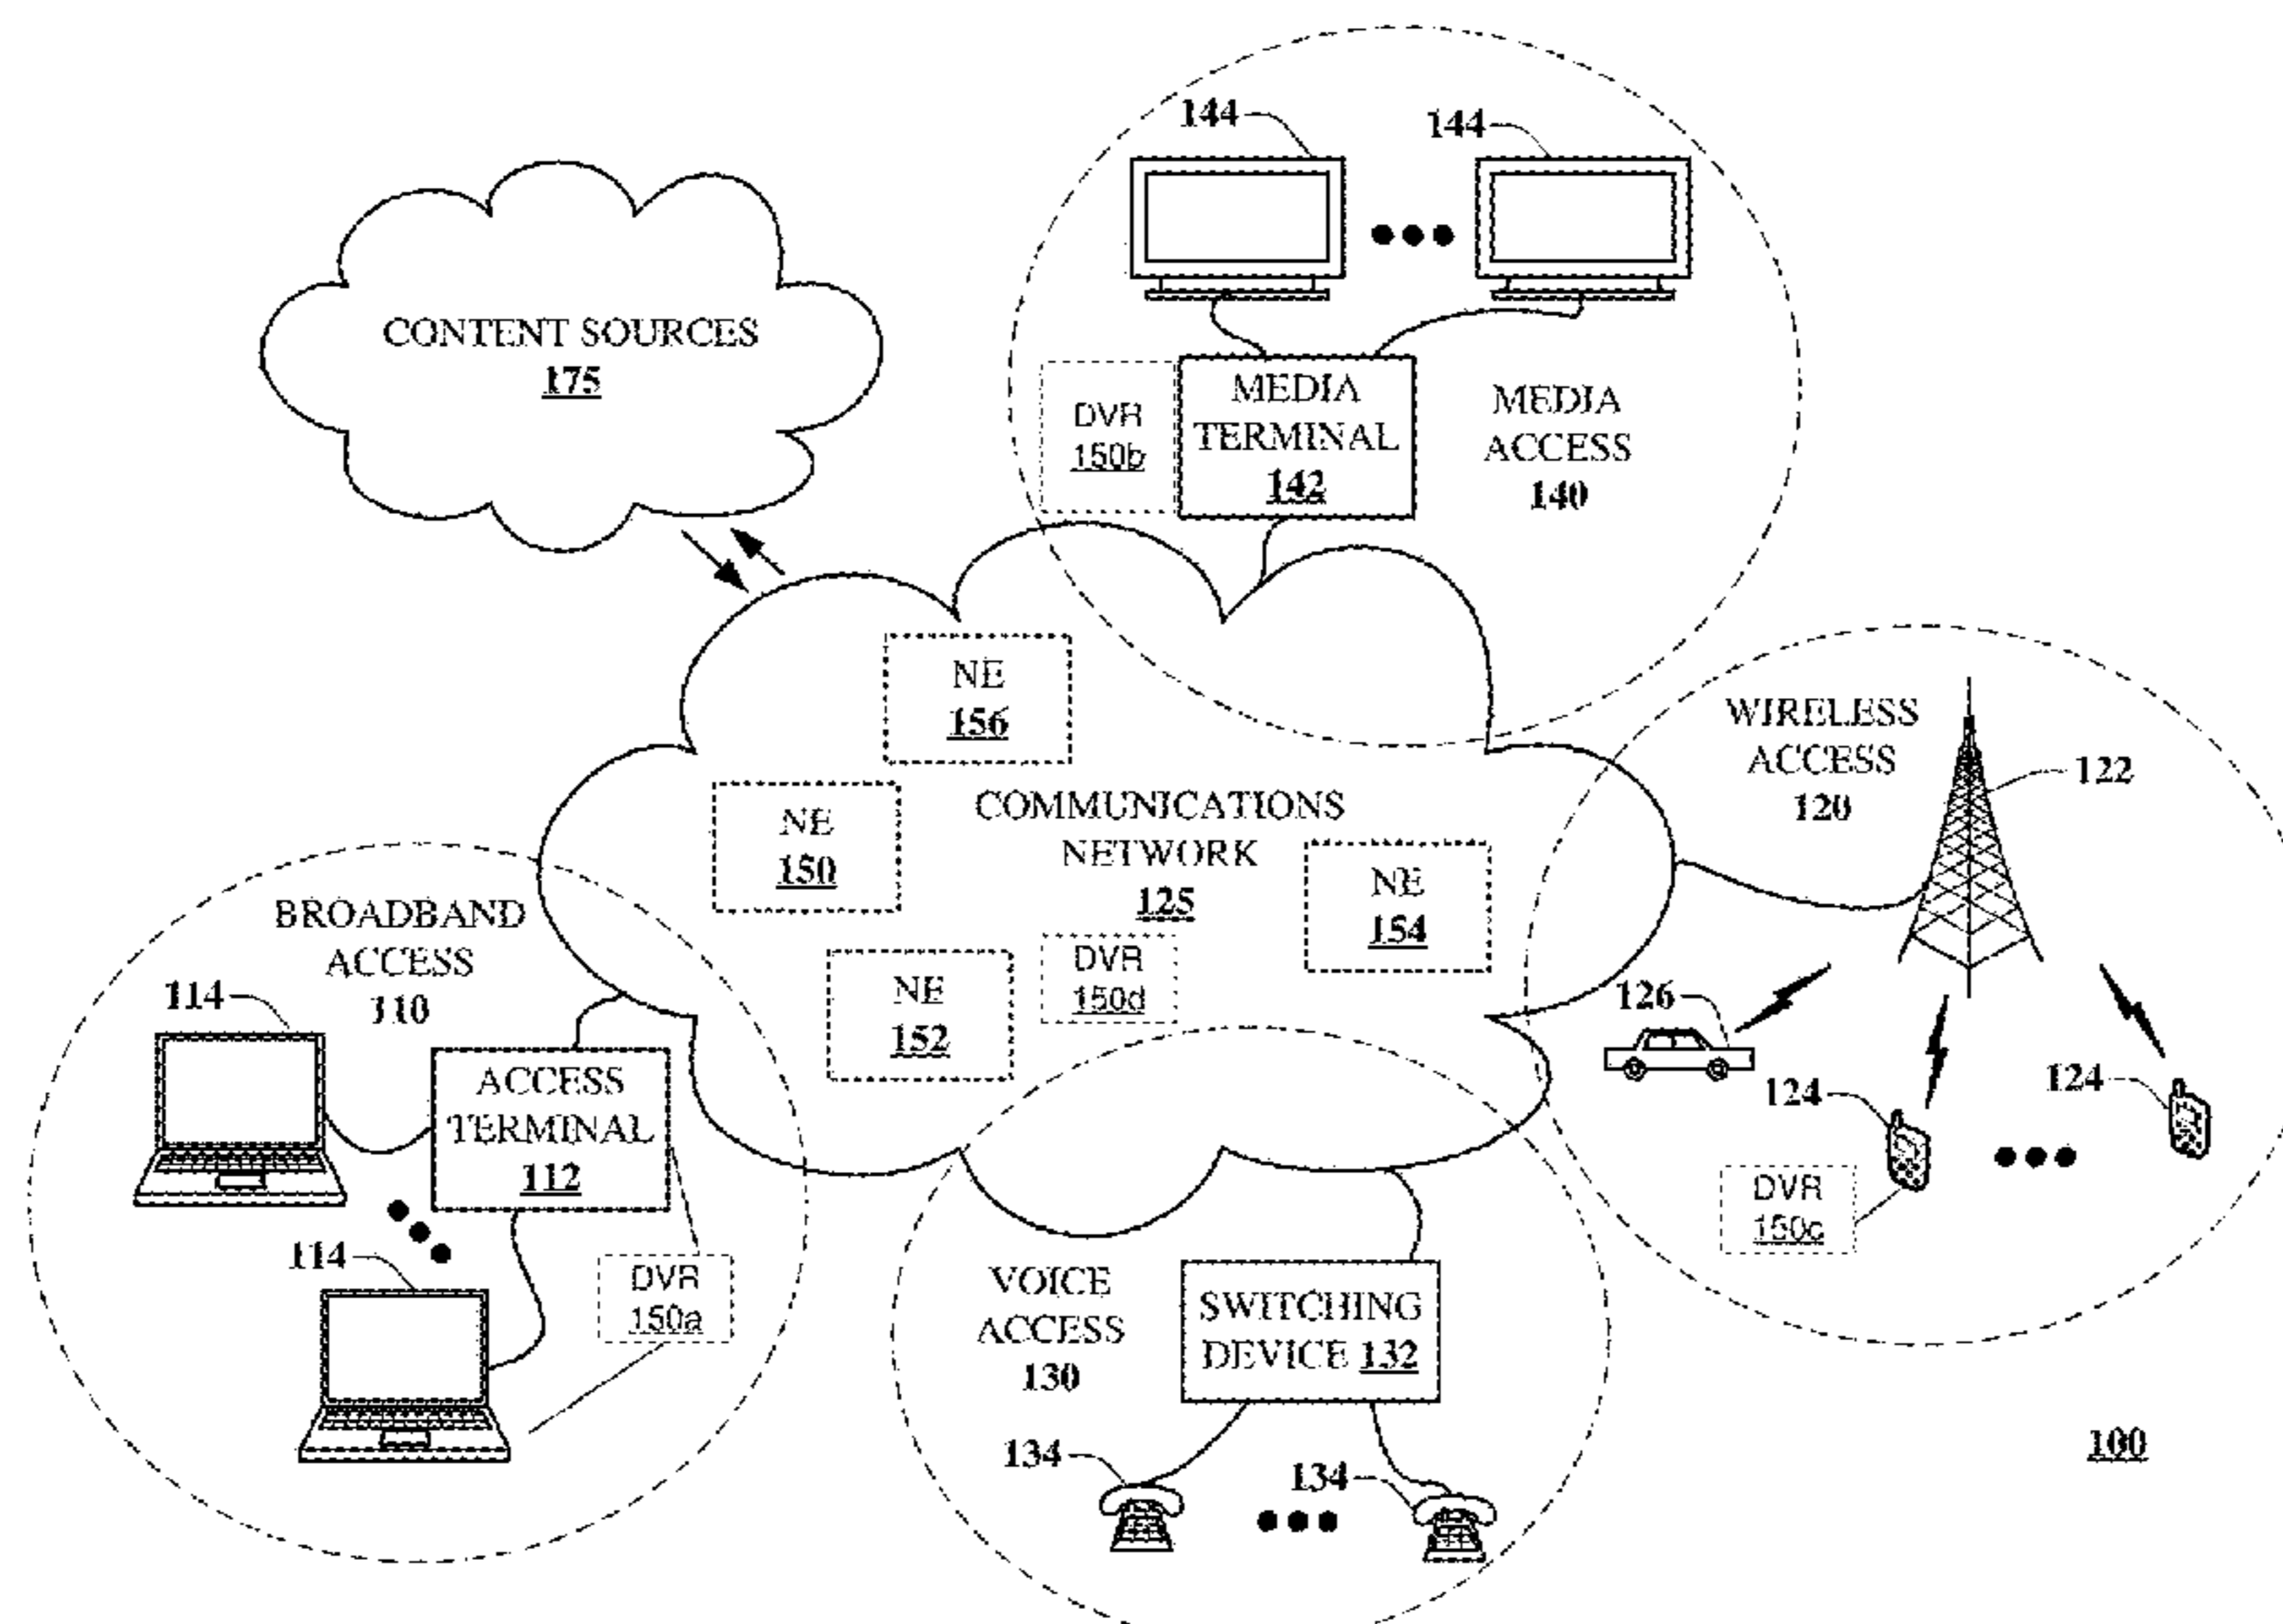 144
144
CONTENT SOURCES
175
DVR
150b
MEDIA
TERMINAL
142
MEDIA
ACCESS
140
NE
156
WIRELESS
ACCESS
120
122
COMMUNICATIONS
NETWORK
125
NE
150
NE
154
BROADBAND
ACCESS
110
DVR
150d
NE
152
114
126
ACCESS
TERMINAL
112
124
124
DVR
150c
114
DVR
150a
VOICE
ACCESS
130
SWITCHING
DEVICE 132
134
134
100